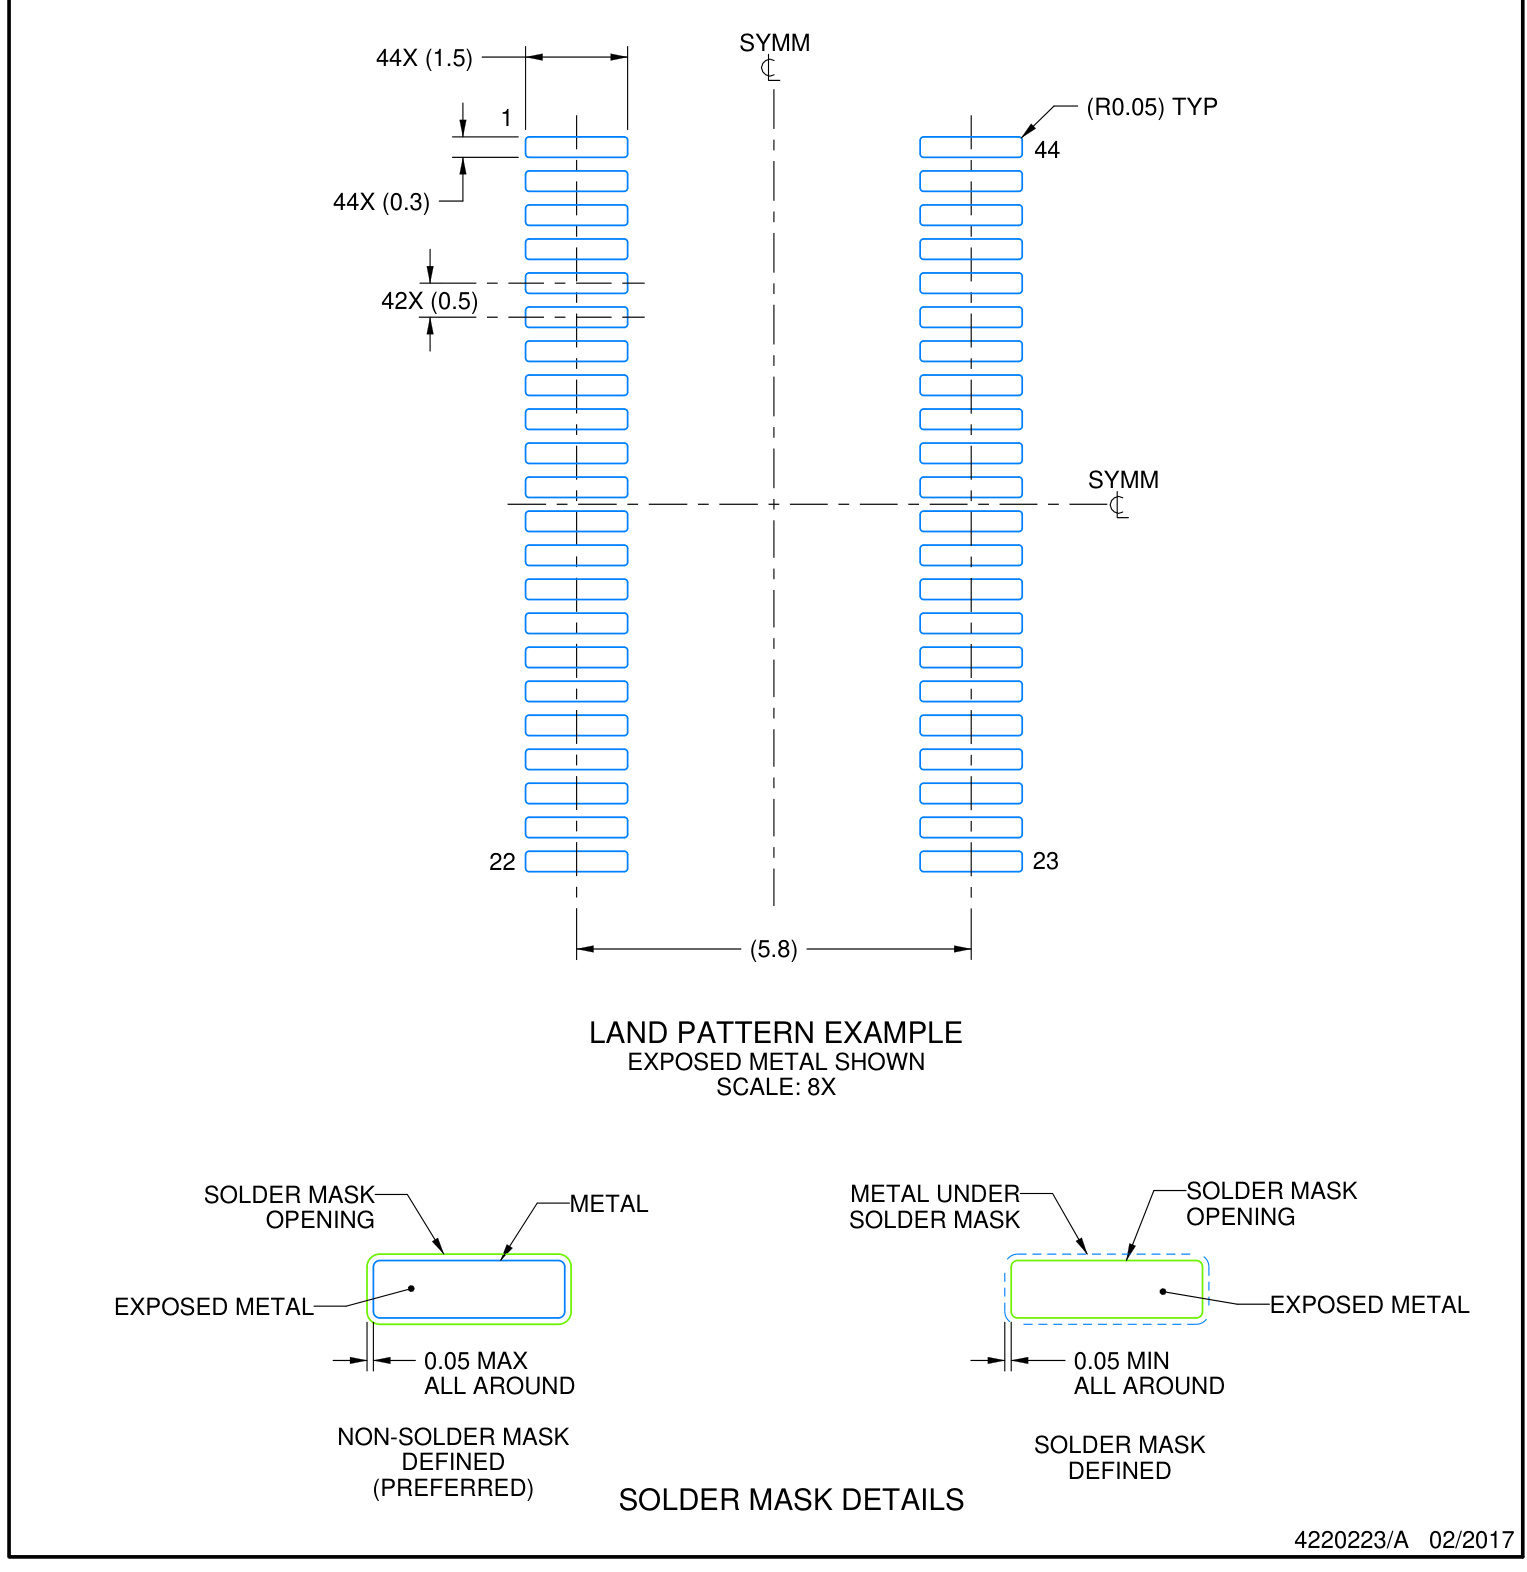 SYMM
44X (1.5)
(R0.05) TYP
1
44
44X (0.3)
42X (0.5)
SYMM
22
23
(5.8)
LAND PATTERN EXAMPLE
EXPOSED METAL SHOWN
SCALE: 8X
SOLDER MASK
OPENING
METAL
EXPOSED METAL
0.05 MAX
ALL AROUND
NON-SOLDER MASK
DEFINED
(PREFERRED)
METAL UNDER
SOLDER MASK
SOLDER MASK
OPENING
EXPOSED METAL
0.05 MIN
ALL AROUND
SOLDER MASK
DEFINED
SOLDER MASK DETAILS
4220223/A 02/2017